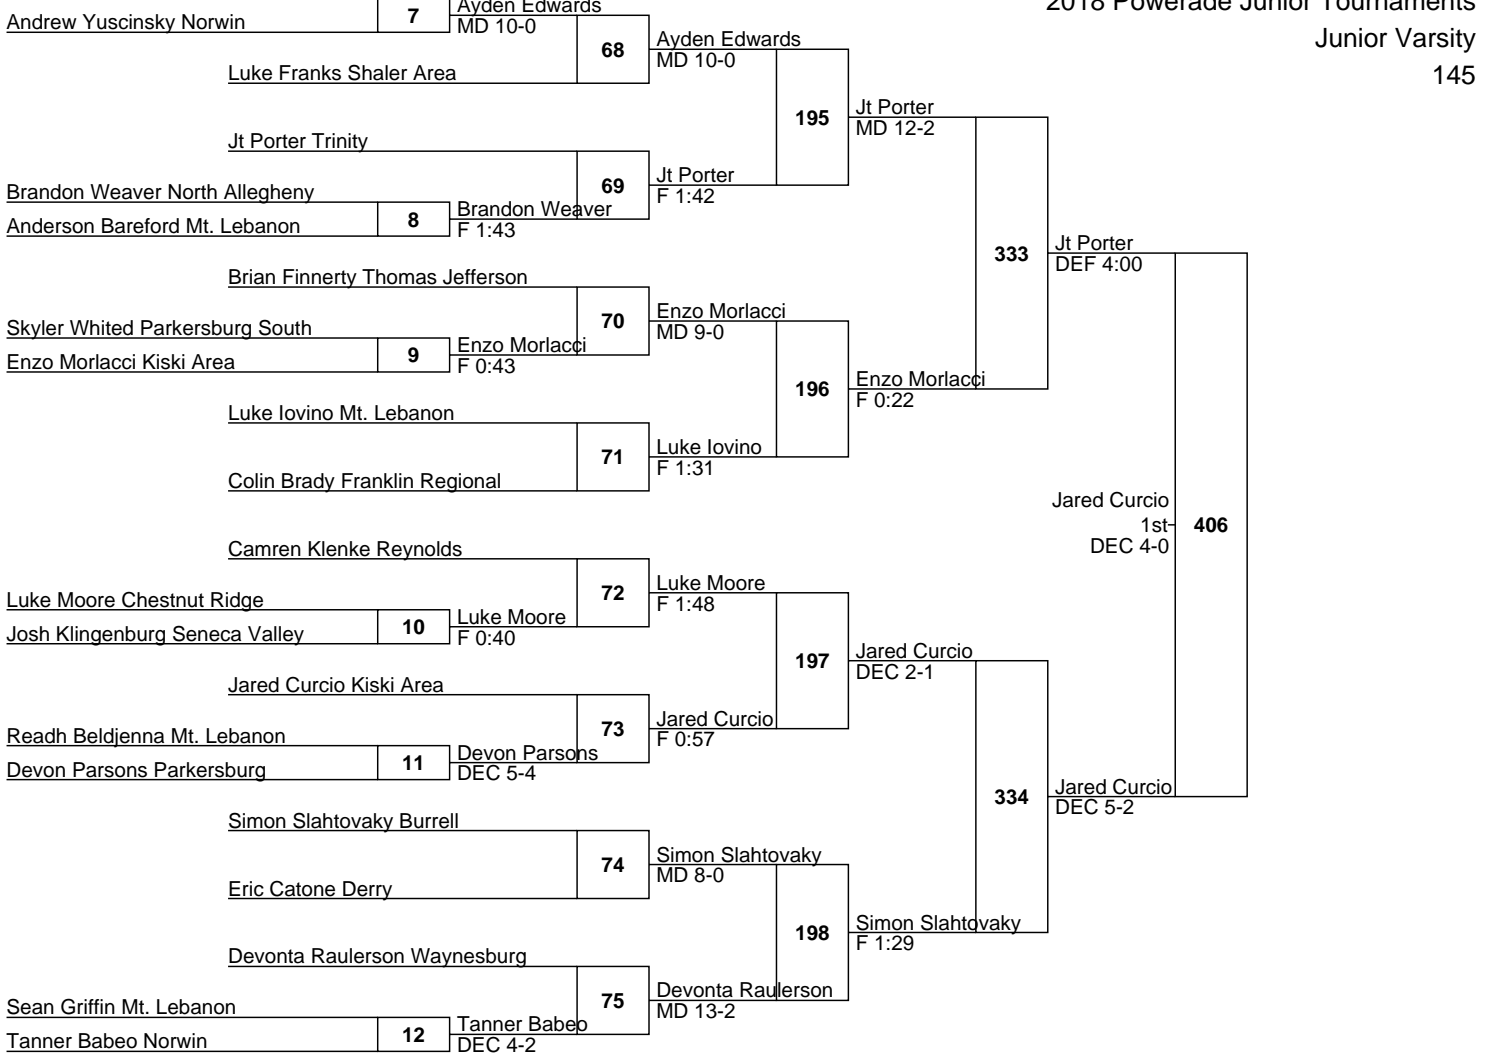 Ayden Edwards
2018 Powerade Junior Tournaments
Andrew Yuscinsky Norwin
7
MD 10-0
Junior Varsity
Ayden Edwards
68
MD 10-0
Luke Franks Shaler Area
145
Jt Porter
195
MD 12-2
Jt Porter Trinity
Jt Porter
69
F 1:42
Brandon Weaver North Allegheny
Brandon Weaver
8
Anderson Bareford Mt. Lebanon
F 1:43
Jt Porter
333
DEF 4:00
Brian Finnerty Thomas Jefferson
Enzo Morlacci
70
MD 9-0
Skyler Whited Parkersburg South
Enzo Morlacci
9
Enzo Morlacci Kiski Area
F 0:43
Enzo Morlacci
196
F 0:22
Luke Iovino Mt. Lebanon
Luke Iovino
71
F 1:31
Colin Brady Franklin Regional
Jared Curcio
1st
406
DEC 4-0
Camren Klenke Reynolds
Luke Moore
72
F 1:48
Luke Moore Chestnut Ridge
Luke Moore
10
Josh Klingenburg Seneca Valley
F 0:40
Jared Curcio
197
DEC 2-1
Jared Curcio Kiski Area
Jared Curcio
73
F 0:57
Readh Beldjenna Mt. Lebanon
Devon Parsons
11
Devon Parsons Parkersburg
DEC 5-4
Jared Curcio
334
DEC 5-2
Simon Slahtovaky Burrell
Simon Slahtovaky
74
MD 8-0
Eric Catone Derry
Simon Slahtovaky
198
F 1:29
Devonta Raulerson Waynesburg
Devonta Raulerson
75
MD 13-2
Sean Griffin Mt. Lebanon
Tanner Babeo
12
Tanner Babeo Norwin
DEC 4-2